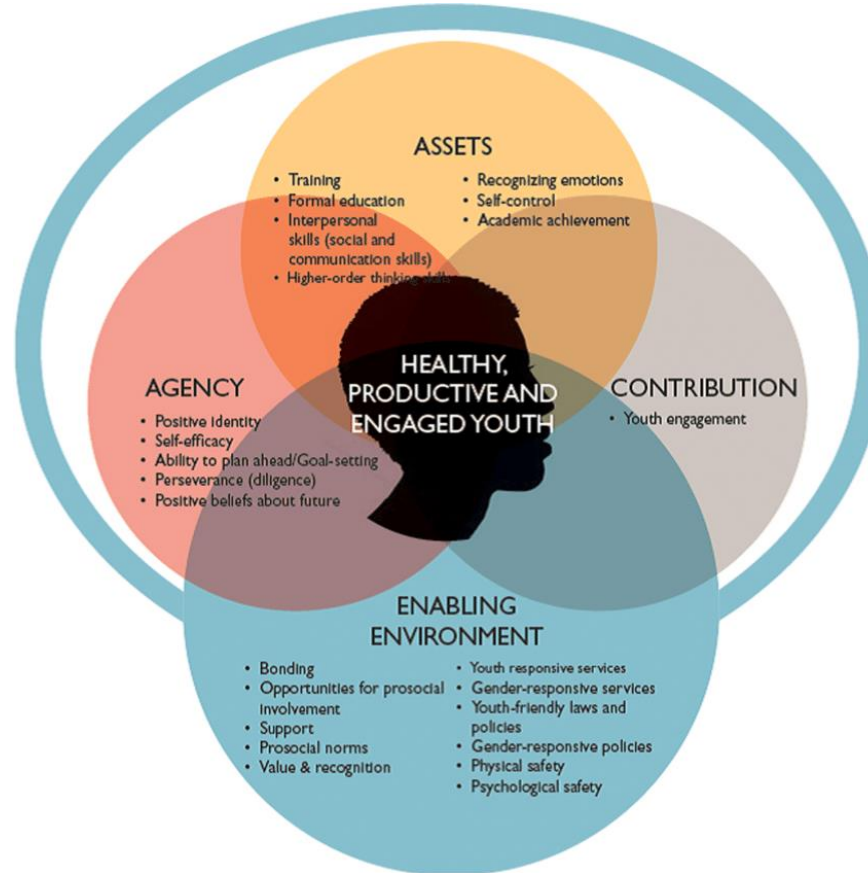 ASSETS
• Training
• Formal education
• Interpersonal
skills (social and
communication skills)
• Higher-order thinking skills
• Recognizing emotions
• Self-control
• Academic achievement
HEALTHY,
PRODUCTIVE AND
ENGAGED YOUTH
AGENCY
• Positive identity
• Self-efficacy
• Ability to plan ahead/Goal-setting
• Perseverance (diligence)
• Positive beliefs about future
CONTRIBUTION
• Youth engagement
ENABLING
ENVIRONMENT
• Bonding
• Opportunities for prosocial
involvement
• Support
• Prosocial norms
• Value & recognition
• Youth responsive services
• Gender-responsive services
• Youth-friendly laws and
policies
• Gender-responsive policies
• Physical safety
• Psychological safety